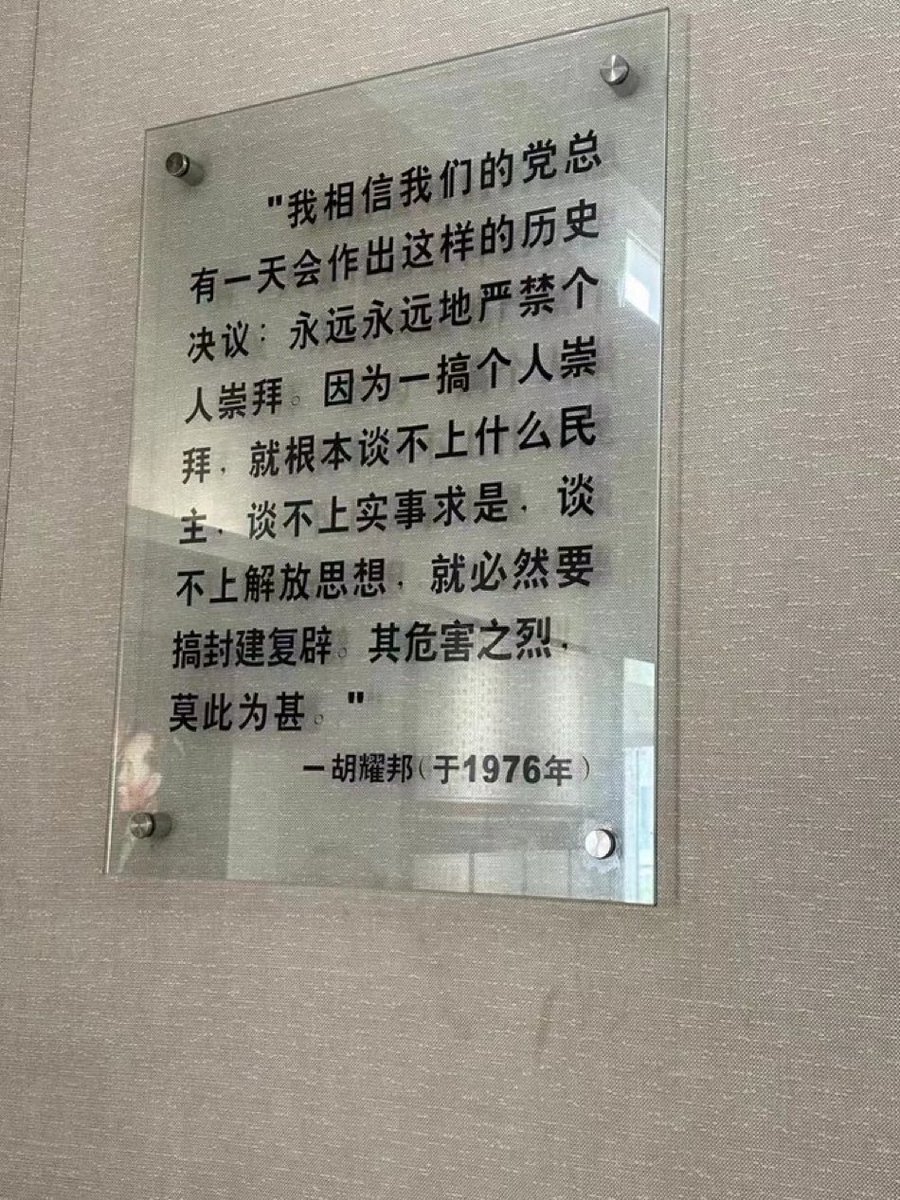 "我相信我们的党总
有一天会作出这样的历史
决议：永远永远地严禁个
人崇拜。因为一搞个人崇
拜，就根本谈不上什么民
主，谈不上实事求是，谈
不上解放思想，就必然要
搞封建复辟。其危害之烈，
莫此为甚。"
一胡耀邦（于1976年）